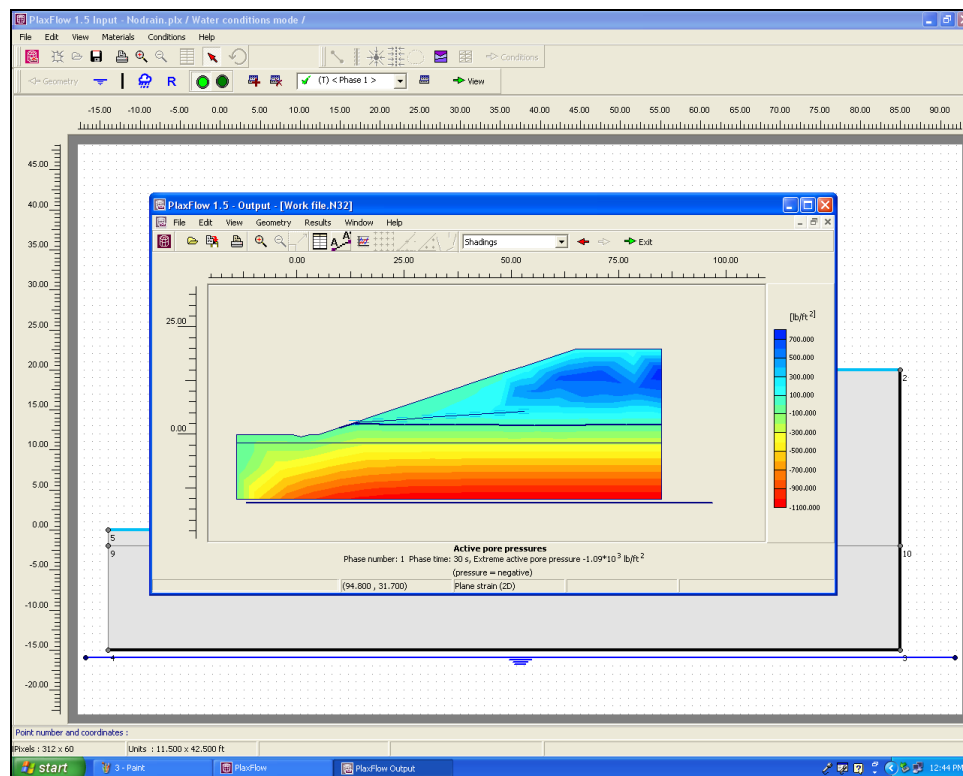 PlaxFlow 1.5 Input - Nodrain.plx / Water conditions mode /
File Edit View Materials Conditions Help
Conditions
Geometry R (T) < Phase 1 > View
-15.00 -10.00 -5.00 0.00 5.00 10.00 15.00 20.00 25.00 30.00 35.00 40.00 45.00 50.00 55.00 60.00 65.00 70.00 75.00 80.00 85.00 90.00
45.00
40.00
35.00
30.00
25.00
20.00
15.00
10.00
5.00
0.00
-5.00
-10.00
-15.00
-20.00
PlaxFlow 1.5 - Output - [Work file.N32]
File Edit View Geometry Results Window Help
A A' Shadings Exit
0.00 25.00 50.00 75.00 100.00
25.00
0.00
[lb/ft 2]
700.000
500.000
300.000
100.000
-100.000
-300.000
-500.000
-700.000
-900.000
-1100.000
Active pore pressures
Phase number: 1 Phase time: 30 s, Extreme active pore pressure -1.09*10 3 lb/ft 2
(pressure = negative)
(94.800 , 31.700) Plane strain (2D)
2
5
9
10
4
3
Point number and coordinates :
Pixels : 312 x 60 Units : 11.500 x 42.500 ft
start 3 - Paint PlaxFlow PlaxFlow Output 12:44 PM